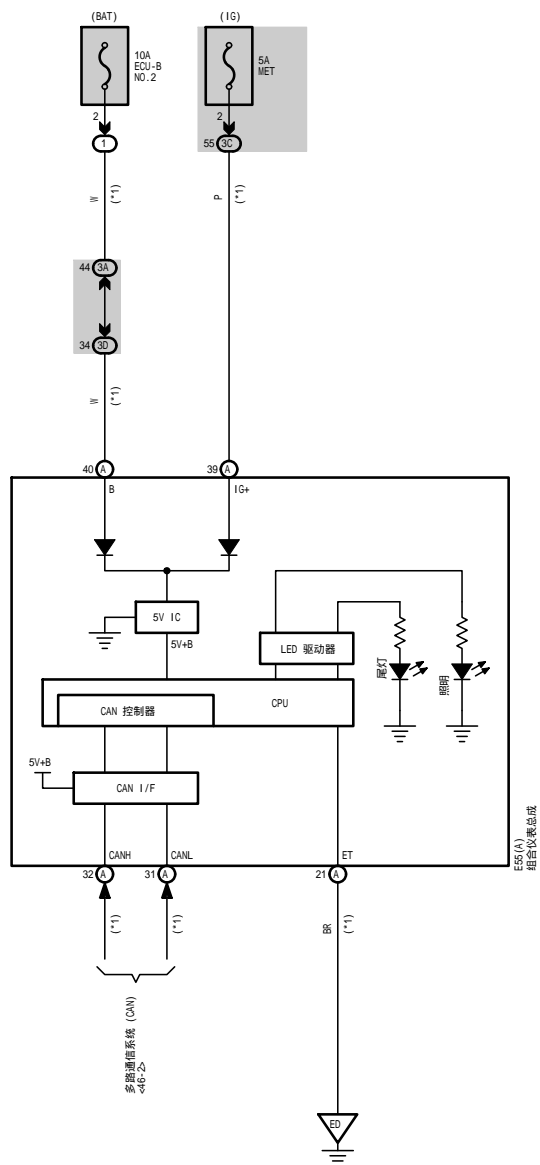 (BAT)
(IG)
10A
ECU-B
NO.2
5A
MET
2
2
1
55 3C
W
(*1)
P
(*1)
44 3A
34 3D
W
(*1)
40 A
39 A
B
IG+
5V IC
5V+B
LED 驱动器
尾灯
照明
CPU
CAN 控制器
5V+B
CAN I/F
CANH
CANL
ET
32 A
31 A
21 A
E55(A)
组合仪表总成
(*1)
(*1)
BR
(*1)
多路通信系统(CAN)
<46-2>
ED